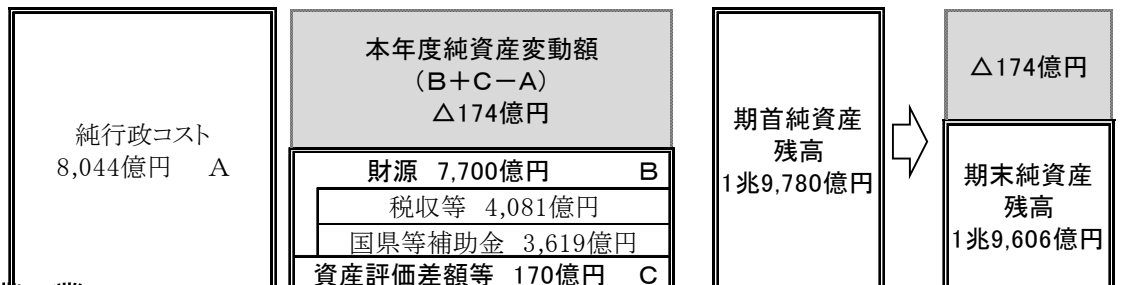 純行政コスト
8,044億円 A
本年度純資産変動額
（B＋C－A）
△174億円
財源 7,700億円 B
税収等 4,081億円
国県等補助金 3,619億円
資産評価差額等 170億円 C
期首純資産
残高
1兆9,780億円
△174億円
期末純資産
残高
1兆9,606億円